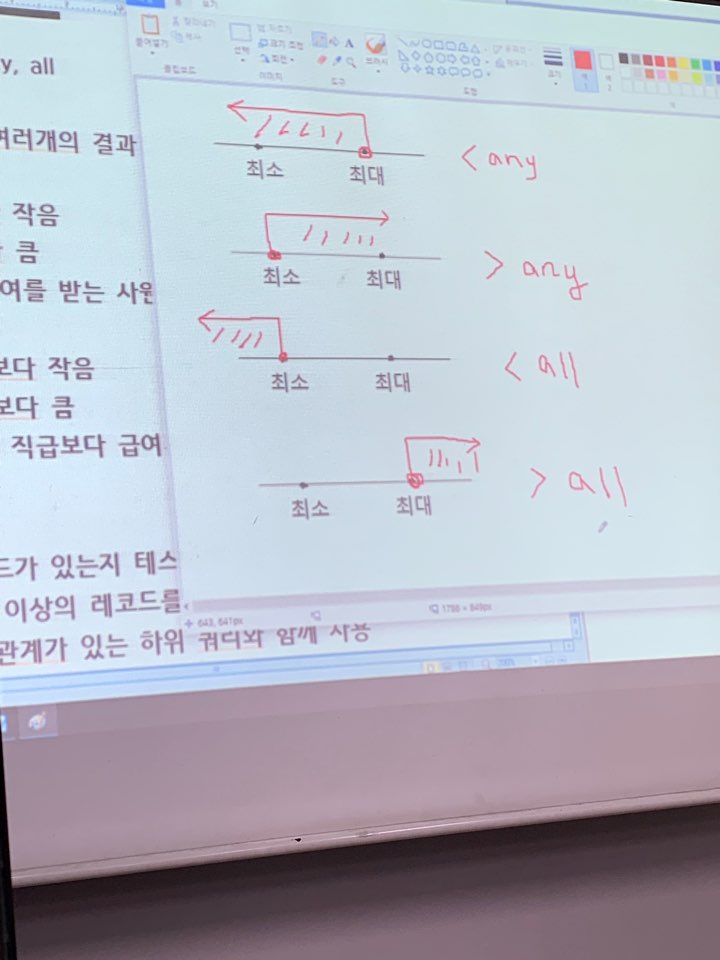 보기
붙여넣기
잘라내기
복사
클립보드
선택
자르기
크기 조정
회전
이미지
A
도구
브러시
도형
크기
색
1
색
2
y, all
여러개의 결과
작음
큼
여를 받는 사원
보다 작음
보다 큼
직급보다 급여
드가 있는지 테스
이상의 레코드를
관계가 있는 하위 쿼리와 함께 사용
최소 최대 < any
최소 최대 > any
최소 최대 < all
최소 최대 > all
643, 641px
1786 × 849px
200%